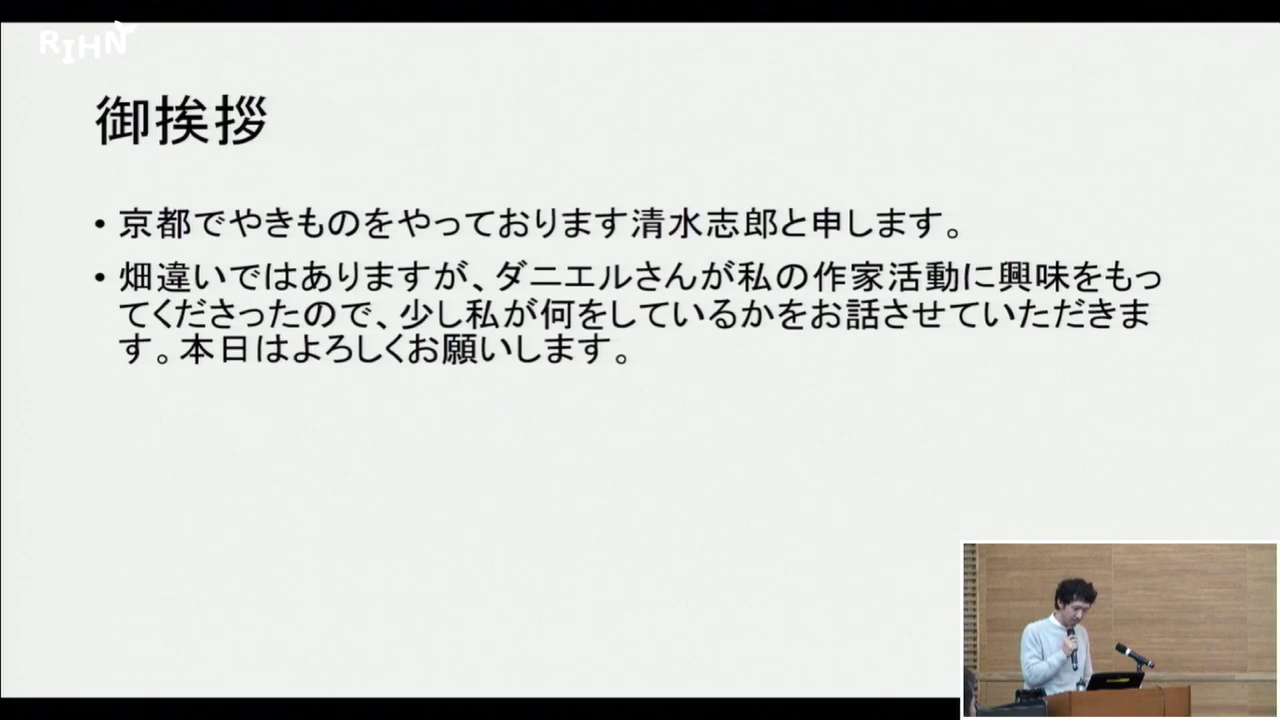 RIHN
御挨拶
• 京都でやきものをやっております清水志郎と申します。
• 畑違いではありますが、ダニエルさんが私の作家活動に興味をもっ
てくださったので、少し私が何をしているかをお話させていただきま
す。本日はよろしくお願いします。